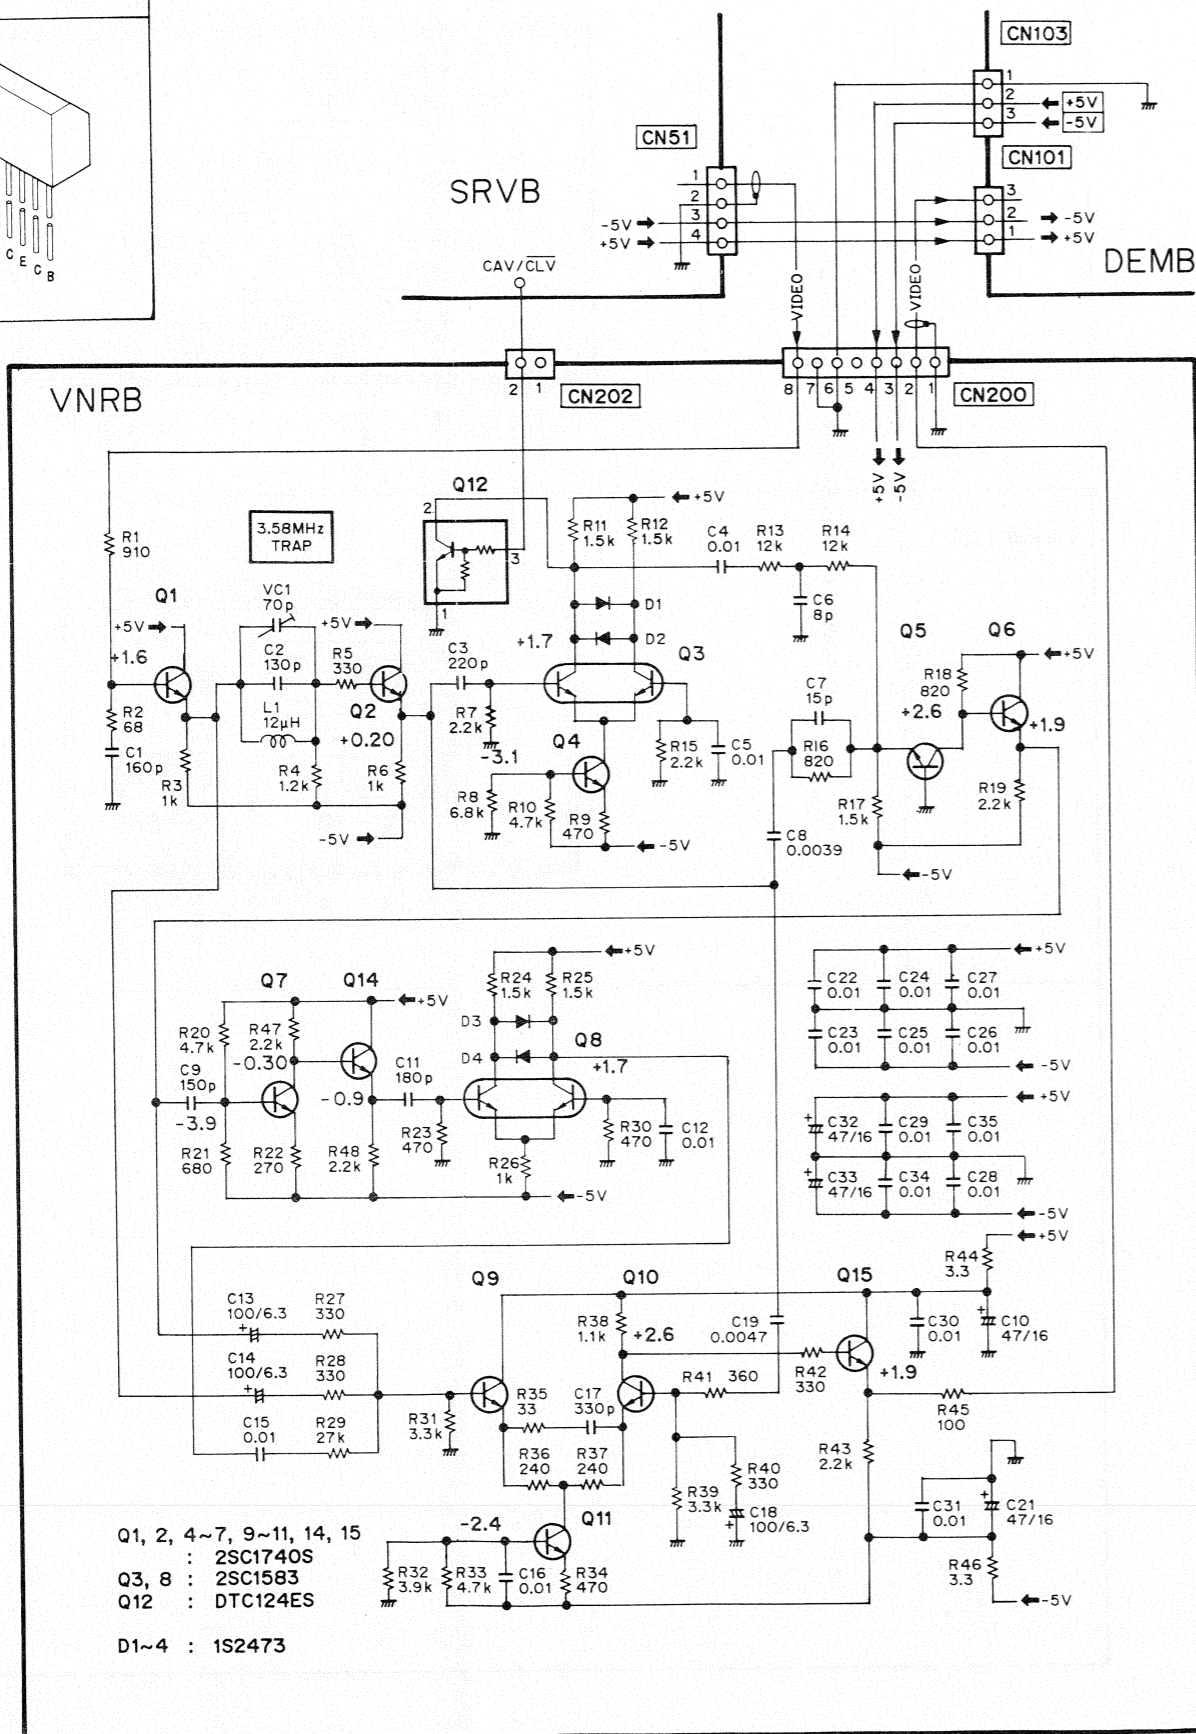 CN103
1
2
+5V
3
-5V
CN51
CN101
SRVB
1
2
3
4
-5V
+5V
3
2
-5V
1
+5V
C E C B
CAV/CLV
VIDEO
VIDEO
DEMB
2 1
CN202
8 7 6 5 4 3 2 1
CN200
VNRB
+5V
-5V
Q12
2
3
1
3.58MHz
TRAP
+5V
R11
1.5k
R12
1.5k
C4
0.01
R13
12k
R14
12k
R1
910
Q1
+5V
+1.6
VC1
70p
C2
130p
L1
12μH
+5V
R5
330
Q2
+0.20
D1
D2
C6
8p
+1.7
Q3
C3
220p
R7
2.2k
-3.1
Q4
Q5
Q6
+5V
R18
820
+2.6
+1.9
C7
15p
R16
820
R2
68
C1
160p
R3
1k
R4
1.2k
R6
1k
-5V
R8
6.8k
R10
4.7k
R9
470
-5V
R15
2.2k
C5
0.01
R17
1.5k
R19
2.2k
C8
0.0039
-5V
Q7
Q14
+5V
R20
4.7k
R47
2.2k
-0.30
C9
150p
-3.9
-0.9
R21
680
R22
270
R48
2.2k
C11
180p
R23
470
R24
1.5k
R25
1.5k
+5V
D3
D4
Q8
+1.7
R30
470
C12
0.01
R26
1k
-5V
+5V
C22
0.01
C24
0.01
C27
0.01
C23
0.01
C25
0.01
C26
0.01
-5V
+5V
+ C32
47/16
C29
0.01
C35
0.01
+ C33
47/16
C34
0.01
C28
0.01
-5V
+5V
R44
3.3
Q9
Q10
Q15
C13
100/6.3
+
R27
330
C14
100/6.3
+
R28
330
C15
0.01
R29
27k
R31
3.3k
R38
1.1k
+2.6
C19
0.0047
C30
0.01
+ C10
47/16
R41 360
R42
330
+1.9
R35
33
C17
330p
R36
240
R37
240
R45
100
R43
2.2k
R39
3.3k
R40
330
+ C18
100/6.3
-2.4
Q11
C31
0.01
+ C21
47/16
R32
3.9k
R33
4.7k
C16
0.01
R34
470
R46
3.3
-5V
Q1, 2, 4~7, 9~11, 14, 15
: 2SC1740S
Q3, 8 : 2SC1583
Q12 : DTC124ES
D1~4 : 1S2473